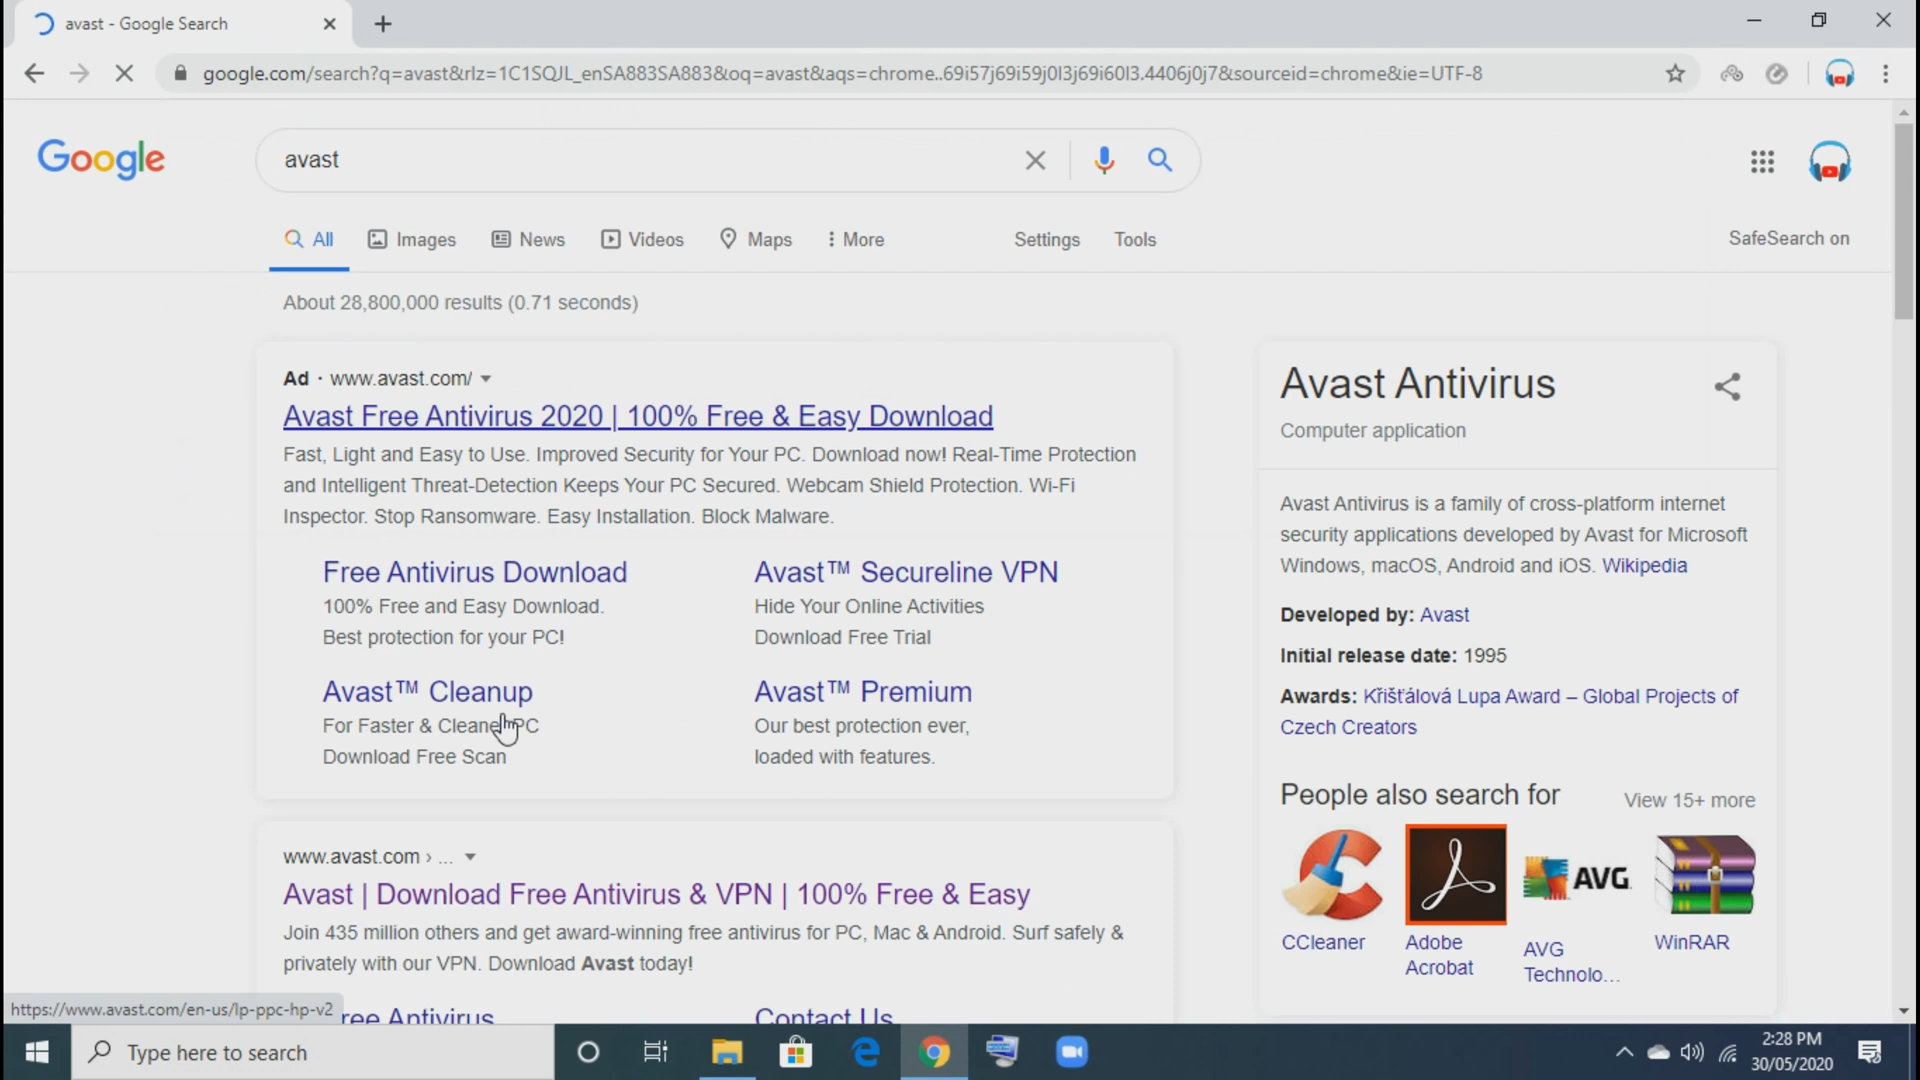 avast - Google Search
google.com/search?q=avast&rlz=1C1SQJL_enSA883SA883&oq=avast&aqs=chrome..69i57j69i59j0l3j69i60l3.4406j0j7&sourceid=chrome&ie=UTF-8
Google
avast
All
Images
News
Videos
Maps
More
Settings
Tools
SafeSearch on
About 28,800,000 results (0.71 seconds)
Ad · www.avast.com/
Avast Free Antivirus 2020 | 100% Free & Easy Download
Fast, Light and Easy to Use. Improved Security for Your PC. Download now! Real-Time Protection
and Intelligent Threat-Detection Keeps Your PC Secured. Webcam Shield Protection. Wi-Fi
Inspector. Stop Ransomware. Easy Installation. Block Malware.
Free Antivirus Download
100% Free and Easy Download.
Best protection for your PC!
Avast™ Secureline VPN
Hide Your Online Activities
Download Free Trial
Avast™ Cleanup
For Faster & Cleaner PC
Download Free Scan
Avast™ Premium
Our best protection ever,
loaded with features.
www.avast.com › ...
Avast | Download Free Antivirus & VPN | 100% Free & Easy
Join 435 million others and get award-winning free antivirus for PC, Mac & Android. Surf safely &
privately with our VPN. Download Avast today!
ree Antivirus
Contact Us
https://www.avast.com/en-us/lp-ppc-hp-v2
Avast Antivirus
Computer application
Avast Antivirus is a family of cross-platform internet
security applications developed by Avast for Microsoft
Windows, macOS, Android and iOS. Wikipedia
Developed by: Avast
Initial release date: 1995
Awards: Křišťálová Lupa Award – Global Projects of
Czech Creators
People also search for
View 15+ more
AVG
CCleaner
Adobe
Acrobat
AVG
Technolo...
WinRAR
Type here to search
2:28 PM
30/05/2020